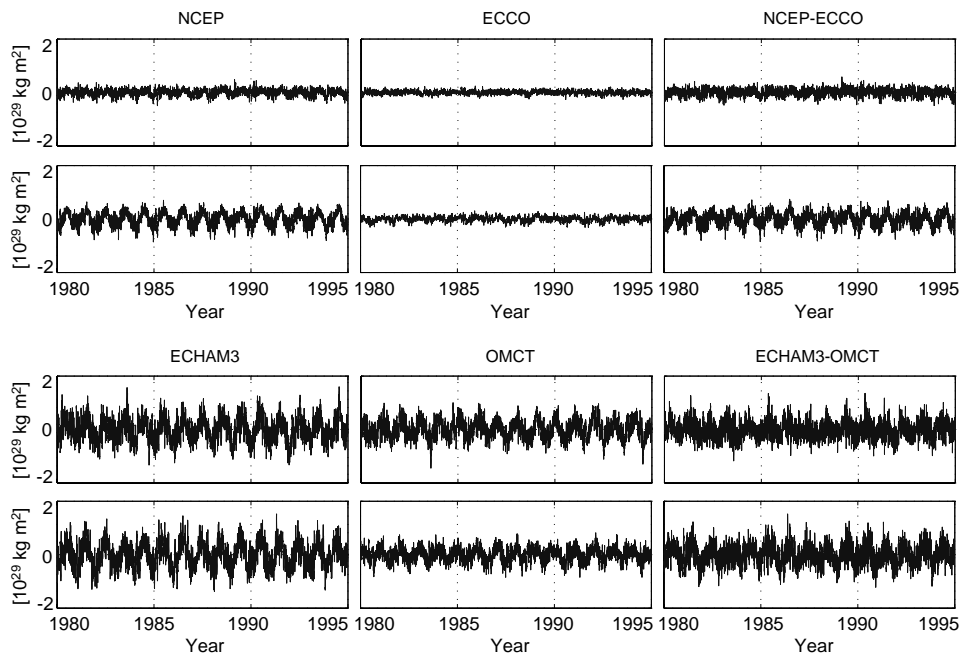 NCEP ECCO NCEP-ECCO
2
0
-2
[10²⁹ kg m²]
2
0
-2
[10²⁹ kg m²]
1980 1985 1990 1995 1980 1985 1990 1995 1980 1985 1990 1995
Year Year Year
ECHAM3 OMCT ECHAM3-OMCT
2
0
-2
[10²⁹ kg m²]
2
0
-2
[10²⁹ kg m²]
1980 1985 1990 1995 1980 1985 1990 1995 1980 1985 1990 1995
Year Year Year